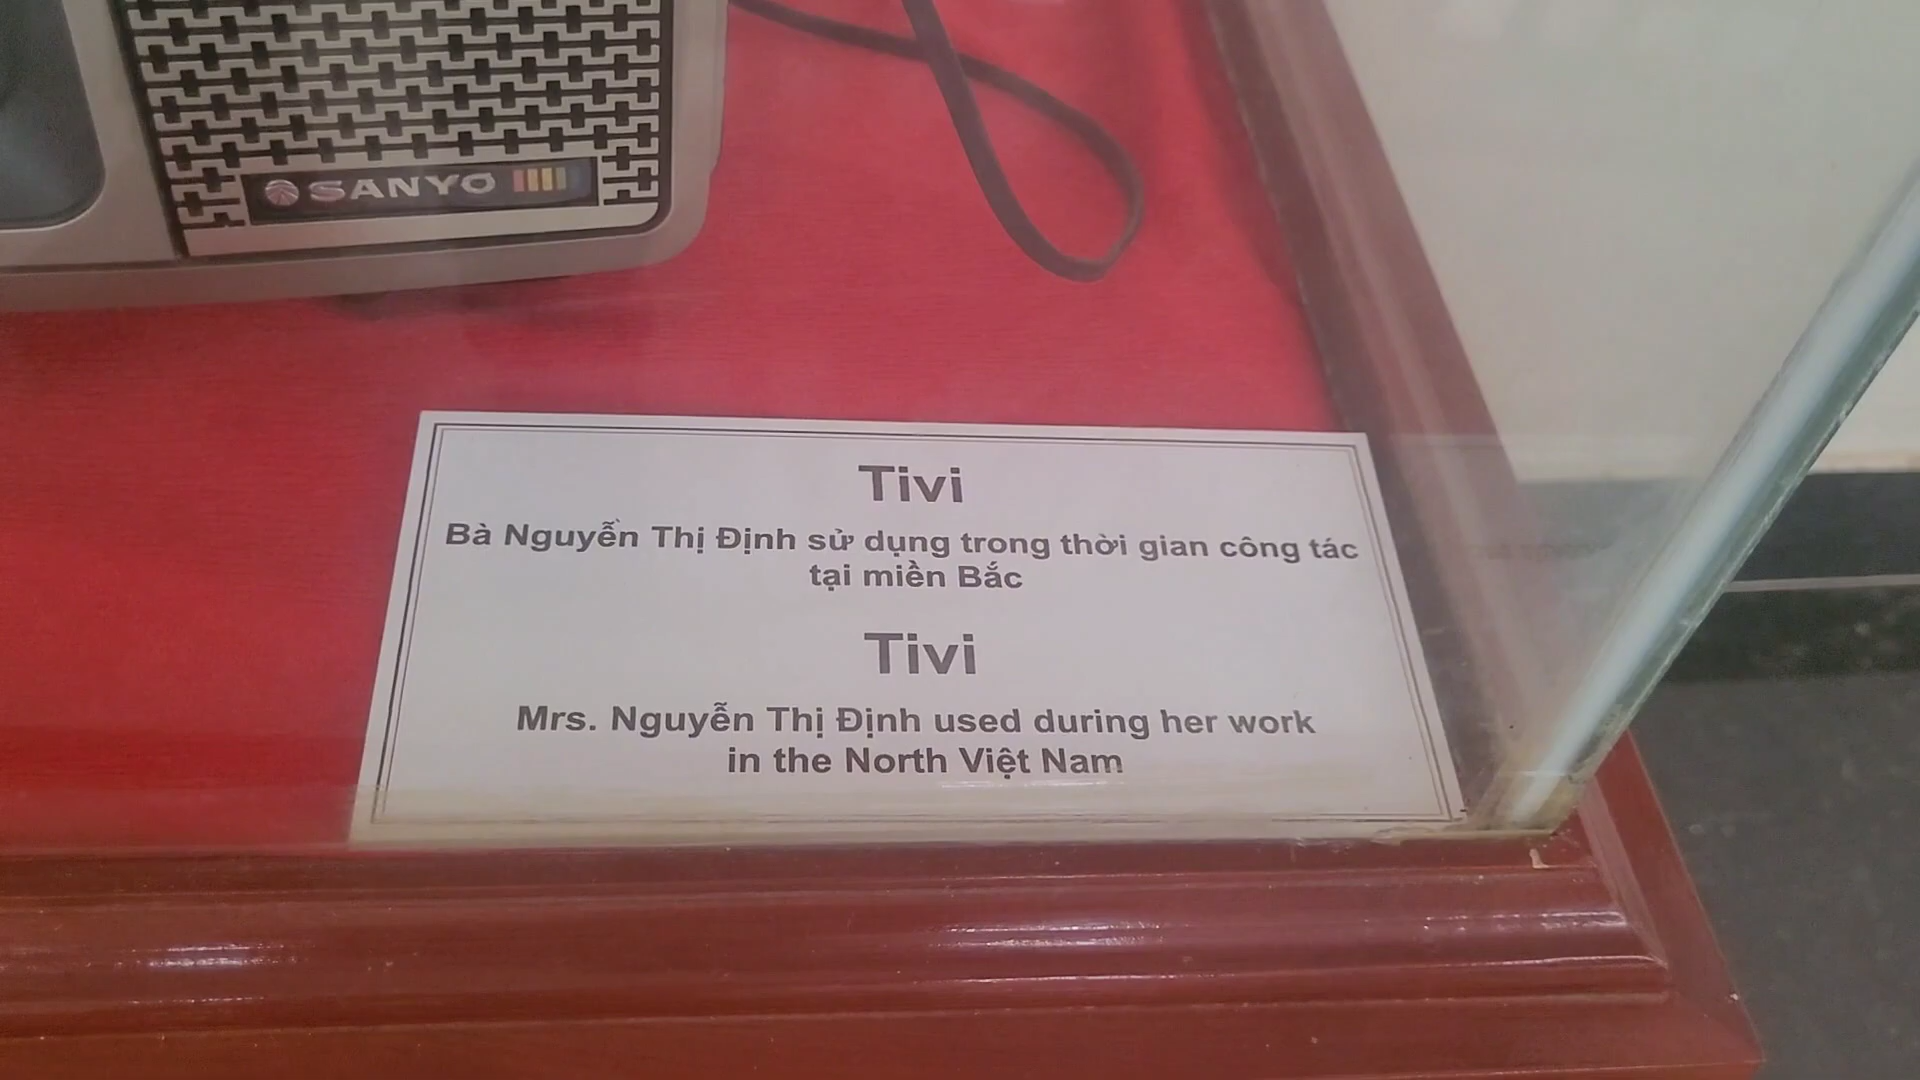 SANYO
Tivi
Bà Nguyễn Thị Định sử dụng trong thời gian công tác
tại miền Bắc
Tivi
Mrs. Nguyễn Thị Định used during her work
in the North Việt Nam